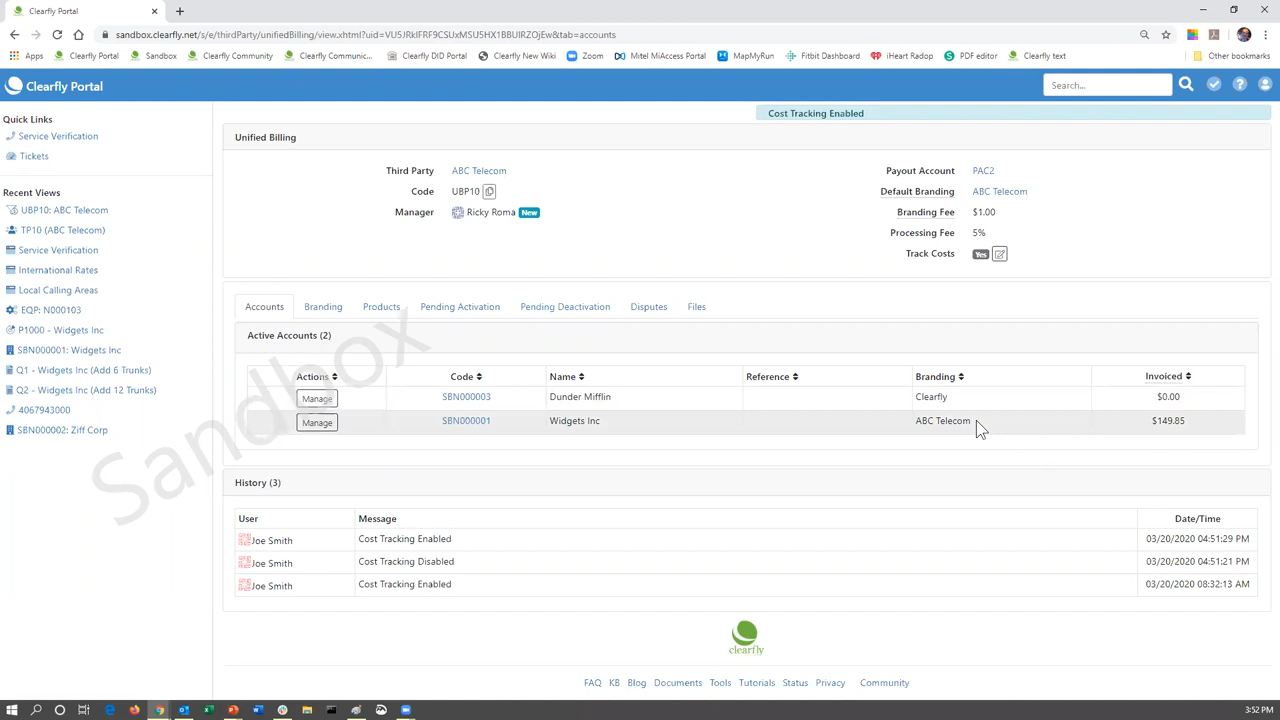 Clearfly Portal
sandbox.clearfly.net/s/e/thirdParty/unifiedBilling/view.xhtml?uid=VU5JRklFRF9CSUxMSU5HX1BBUlRZOjEw&tab=accounts
Apps Clearfly Portal Sandbox Clearfly Community Clearfly Communic... Clearfly DID Portal Clearfly New Wiki Zoom Mitel MiAccess Portal MapMyRun Fitbit Dashboard iHeart Radop PDF editor Clearfly text Other bookmarks
Clearfly Portal Search...
Cost Tracking Enabled
Quick Links
Service Verification
Tickets
Recent Views
UBP10: ABC Telecom
TP10 (ABC Telecom)
Service Verification
International Rates
Local Calling Areas
EQP: N000103
P1000 - Widgets Inc
SBN000001: Widgets Inc
Q1 - Widgets Inc (Add 6 Trunks)
Q2 - Widgets Inc (Add 12 Trunks)
4067943000
SBN000002: Ziff Corp
Unified Billing
Third Party ABC Telecom Payout Account PAC2
Code UBP10 Default Branding ABC Telecom
Manager Ricky Roma New Branding Fee $1.00
Processing Fee 5%
Track Costs Yes
Accounts Branding Products Pending Activation Pending Deactivation Disputes Files
Active Accounts (2)
Actions Code Name Reference Branding Invoiced
Manage SBN000003 Dunder Mifflin Clearfly $0.00
Manage SBN000001 Widgets Inc ABC Telecom $149.85
Sandbox
History (3)
User Message Date/Time
Joe Smith Cost Tracking Enabled 03/20/2020 04:51:29 PM
Joe Smith Cost Tracking Disabled 03/20/2020 04:51:21 PM
Joe Smith Cost Tracking Enabled 03/20/2020 08:32:13 AM
clearfly
FAQ KB Blog Documents Tools Tutorials Status Privacy Community
3:52 PM